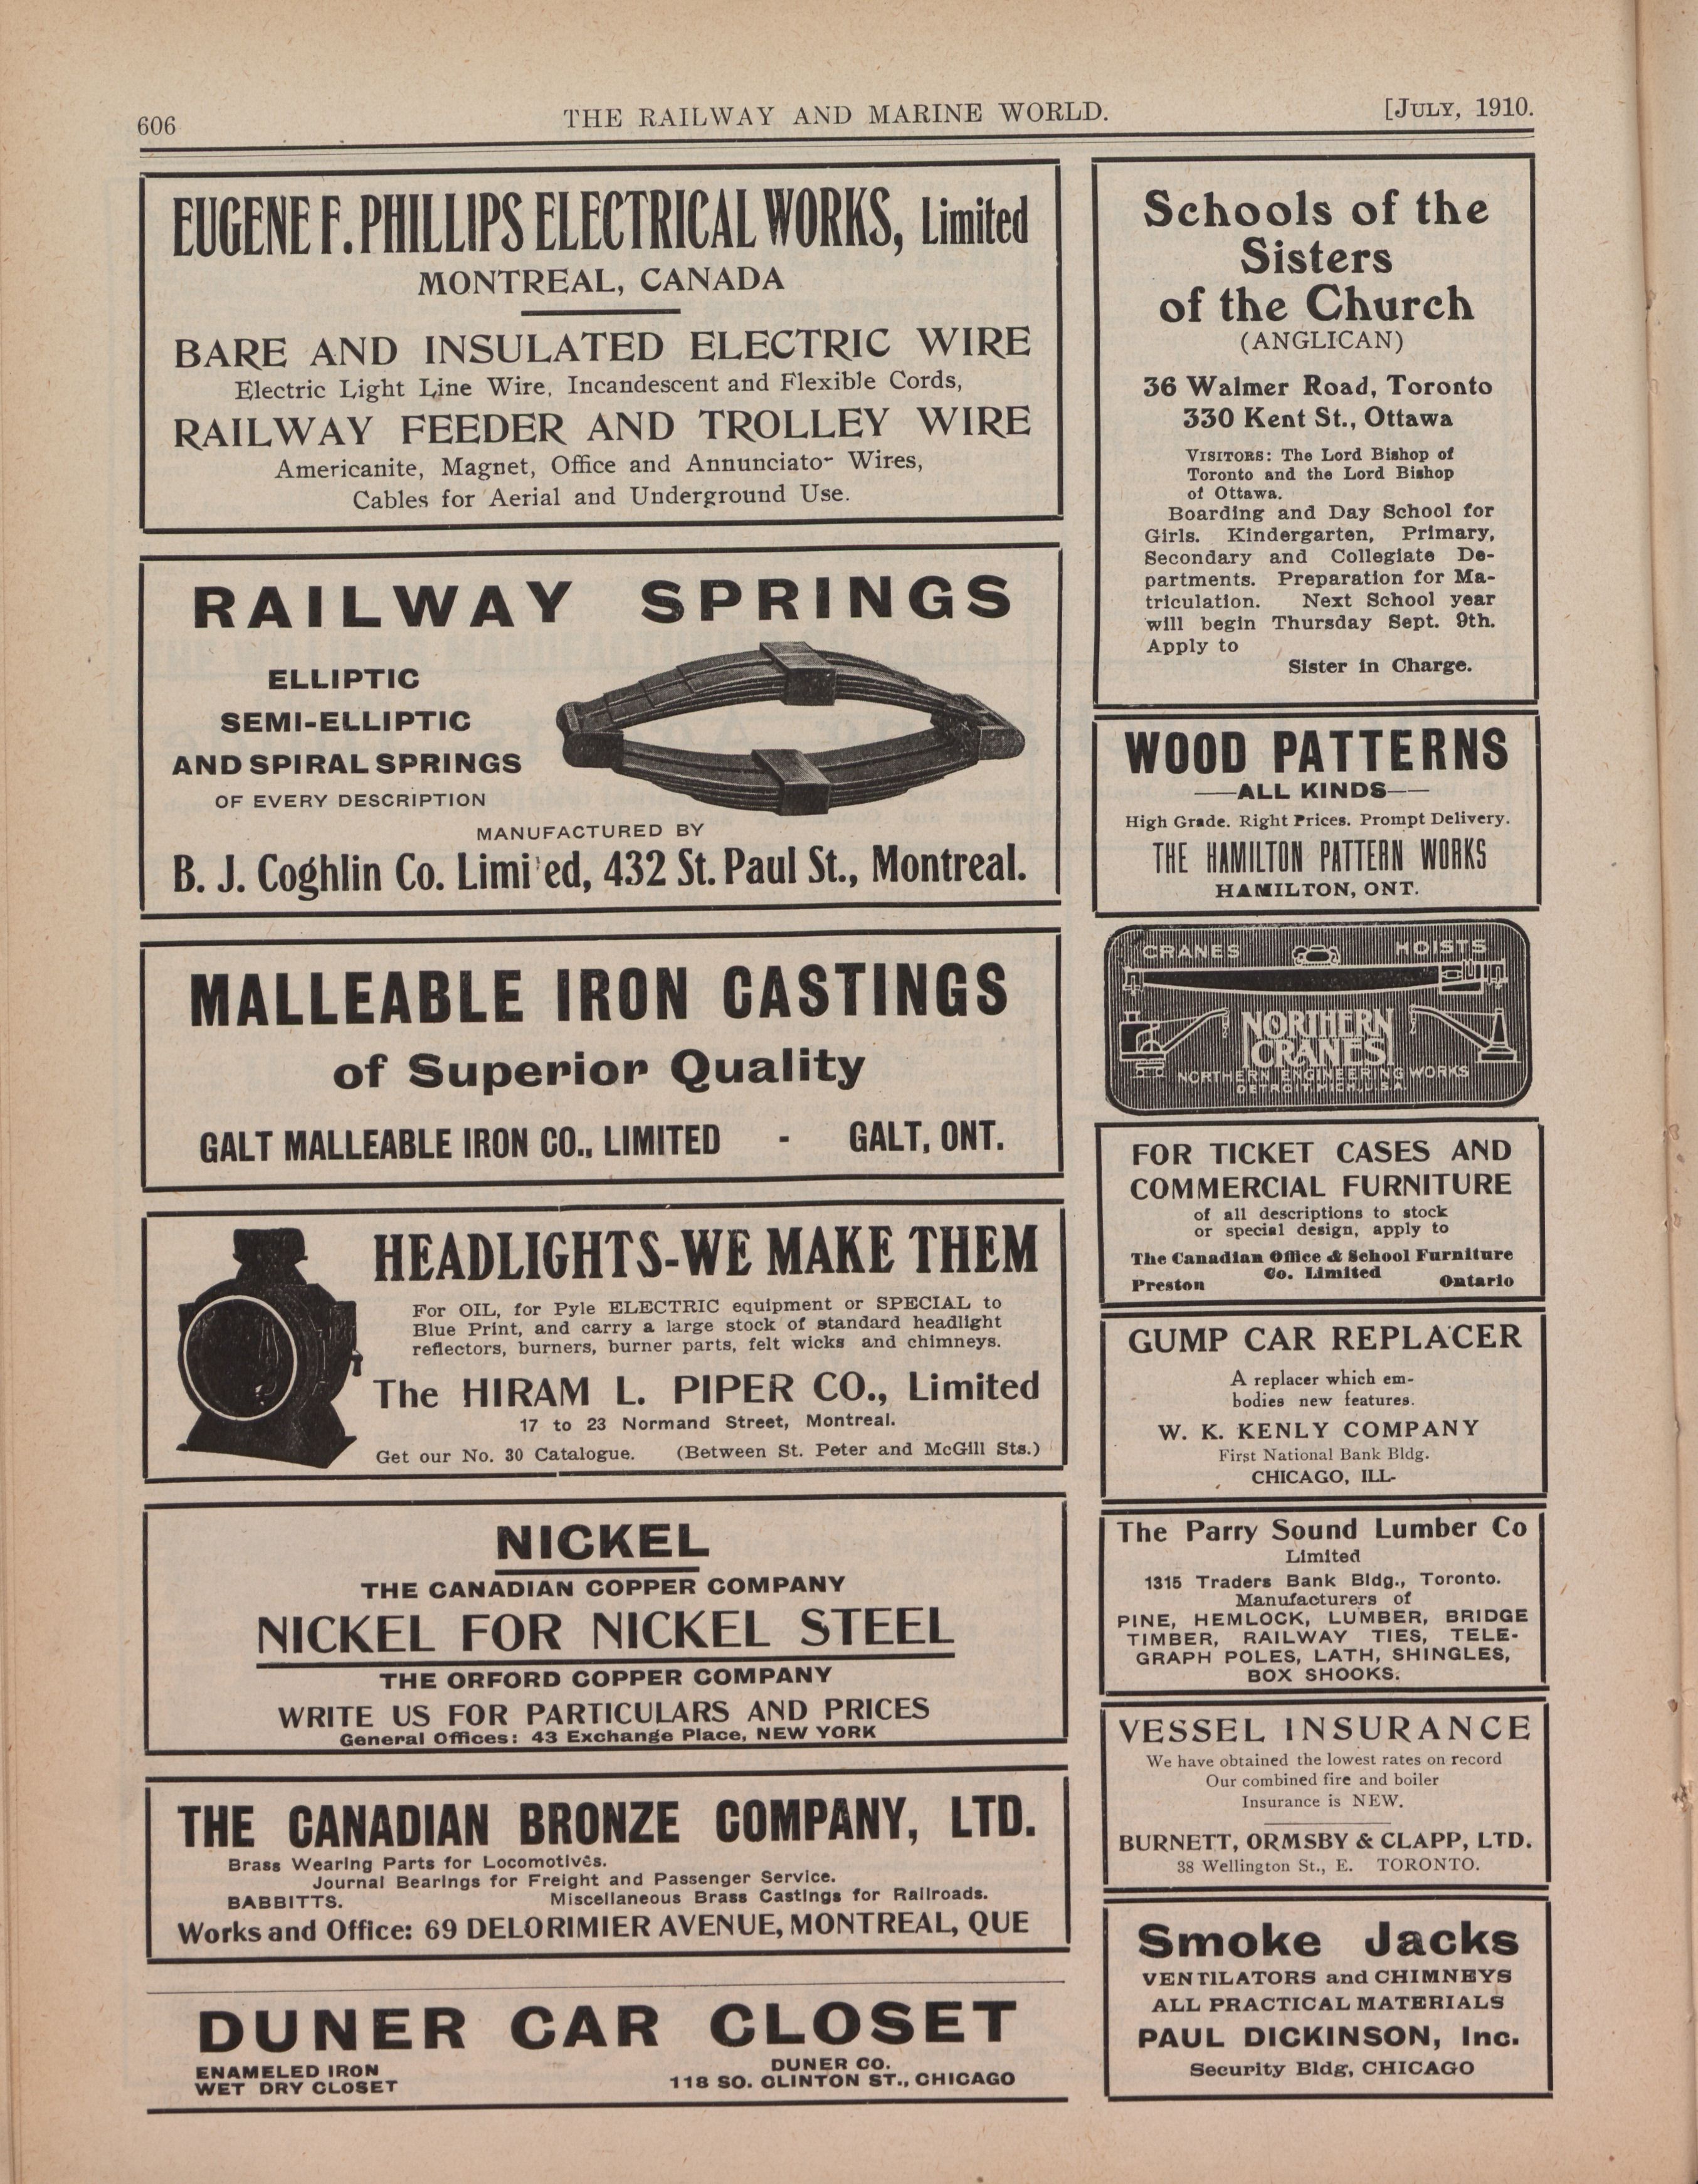 606
THE RAILWAY AND MARINE WORLD.
[JULY, 1910.
EUGENE F. PHILLIPS ELECTRICAL WORKS, Limited
MONTREAL, CANADA
BARE AND INSULATED ELECTRIC WIRE
Electric Light Line Wire, Incandescent and Flexible Cords,
RAILWAY FEEDER AND TROLLEY WIRE
Americanite, Magnet, Office and Annunciato- Wires,
Cables for Aerial and Underground Use.
RAILWAY SPRINGS
ELLIPTIC
SEMI-ELLIPTIC
AND SPIRAL SPRINGS
OF EVERY DESCRIPTION
MANUFACTURED BY
B. J. Coghlin Co. Limi'ed, 432 St. Paul St., Montreal.
MALLEABLE IRON CASTINGS
of Superior Quality
GALT MALLEABLE IRON CO., LIMITED - GALT, ONT.
HEADLIGHTS-WE MAKE THEM
For OIL, for Pyle ELECTRIC equipment or SPECIAL to
Blue Print, and carry a large stock of standard headlight
reflectors, burners, burner parts, felt wicks and chimneys.
The HIRAM L. PIPER CO., Limited
17 to 23 Normand Street, Montreal.
Get our No. 30 Catalogue. (Between St. Peter and McGill Sts.)
NICKEL
THE CANADIAN COPPER COMPANY
NICKEL FOR NICKEL STEEL
THE ORFORD COPPER COMPANY
WRITE US FOR PARTICULARS AND PRICES
General Offices: 43 Exchange Place, NEW YORK
THE CANADIAN BRONZE COMPANY, LTD.
Brass Wearing Parts for Locomotives.
Journal Bearings for Freight and Passenger Service.
BABBITTS. Miscellaneous Brass Castings for Railroads.
Works and Office: 69 DELORIMIER AVENUE, MONTREAL, QUE
DUNER CAR CLOSET
ENAMELED IRON
WET DRY CLOSET
DUNER CO.
118 SO. CLINTON ST., CHICAGO
Schools of the
Sisters
of the Church
(ANGLICAN)
36 Walmer Road, Toronto
330 Kent St., Ottawa
VISITORS: The Lord Bishop of
Toronto and the Lord Bishop
of Ottawa.
Boarding and Day School for
Girls. Kindergarten, Primary,
Secondary and Collegiate De-
partments. Preparation for Ma-
triculation. Next School year
will begin Thursday Sept. 9th.
Apply to
Sister in Charge.
WOOD PATTERNS
—ALL KINDS—
High Grade. Right Prices. Prompt Delivery.
THE HAMILTON PATTERN WORKS
HAMILTON, ONT.
CRANES HOISTS
NORTHERN
CRANES
NORTHERN ENGINEERING WORKS
DETROIT, MICH. U.S.A.
FOR TICKET CASES AND
COMMERCIAL FURNITURE
of all descriptions to stock
or special design, apply to
The Canadian Office & School Furniture
Co. Limited
Preston Ontario
GUMP CAR REPLACER
A replacer which em-
bodies new features.
W. K. KENLY COMPANY
First National Bank Bldg.
CHICAGO, ILL.
The Parry Sound Lumber Co
Limited
1315 Traders Bank Bldg., Toronto.
Manufacturers of
PINE, HEMLOCK, LUMBER, BRIDGE
TIMBER, RAILWAY TIES, TELE-
GRAPH POLES, LATH, SHINGLES,
BOX SHOOKS.
VESSEL INSURANCE
We have obtained the lowest rates on record
Our combined fire and boiler
Insurance is NEW.
BURNETT, ORMSBY & CLAPP, LTD.
38 Wellington St., E. TORONTO.
Smoke Jacks
VENTILATORS and CHIMNEYS
ALL PRACTICAL MATERIALS
PAUL DICKINSON, Inc.
Security Bldg, CHICAGO